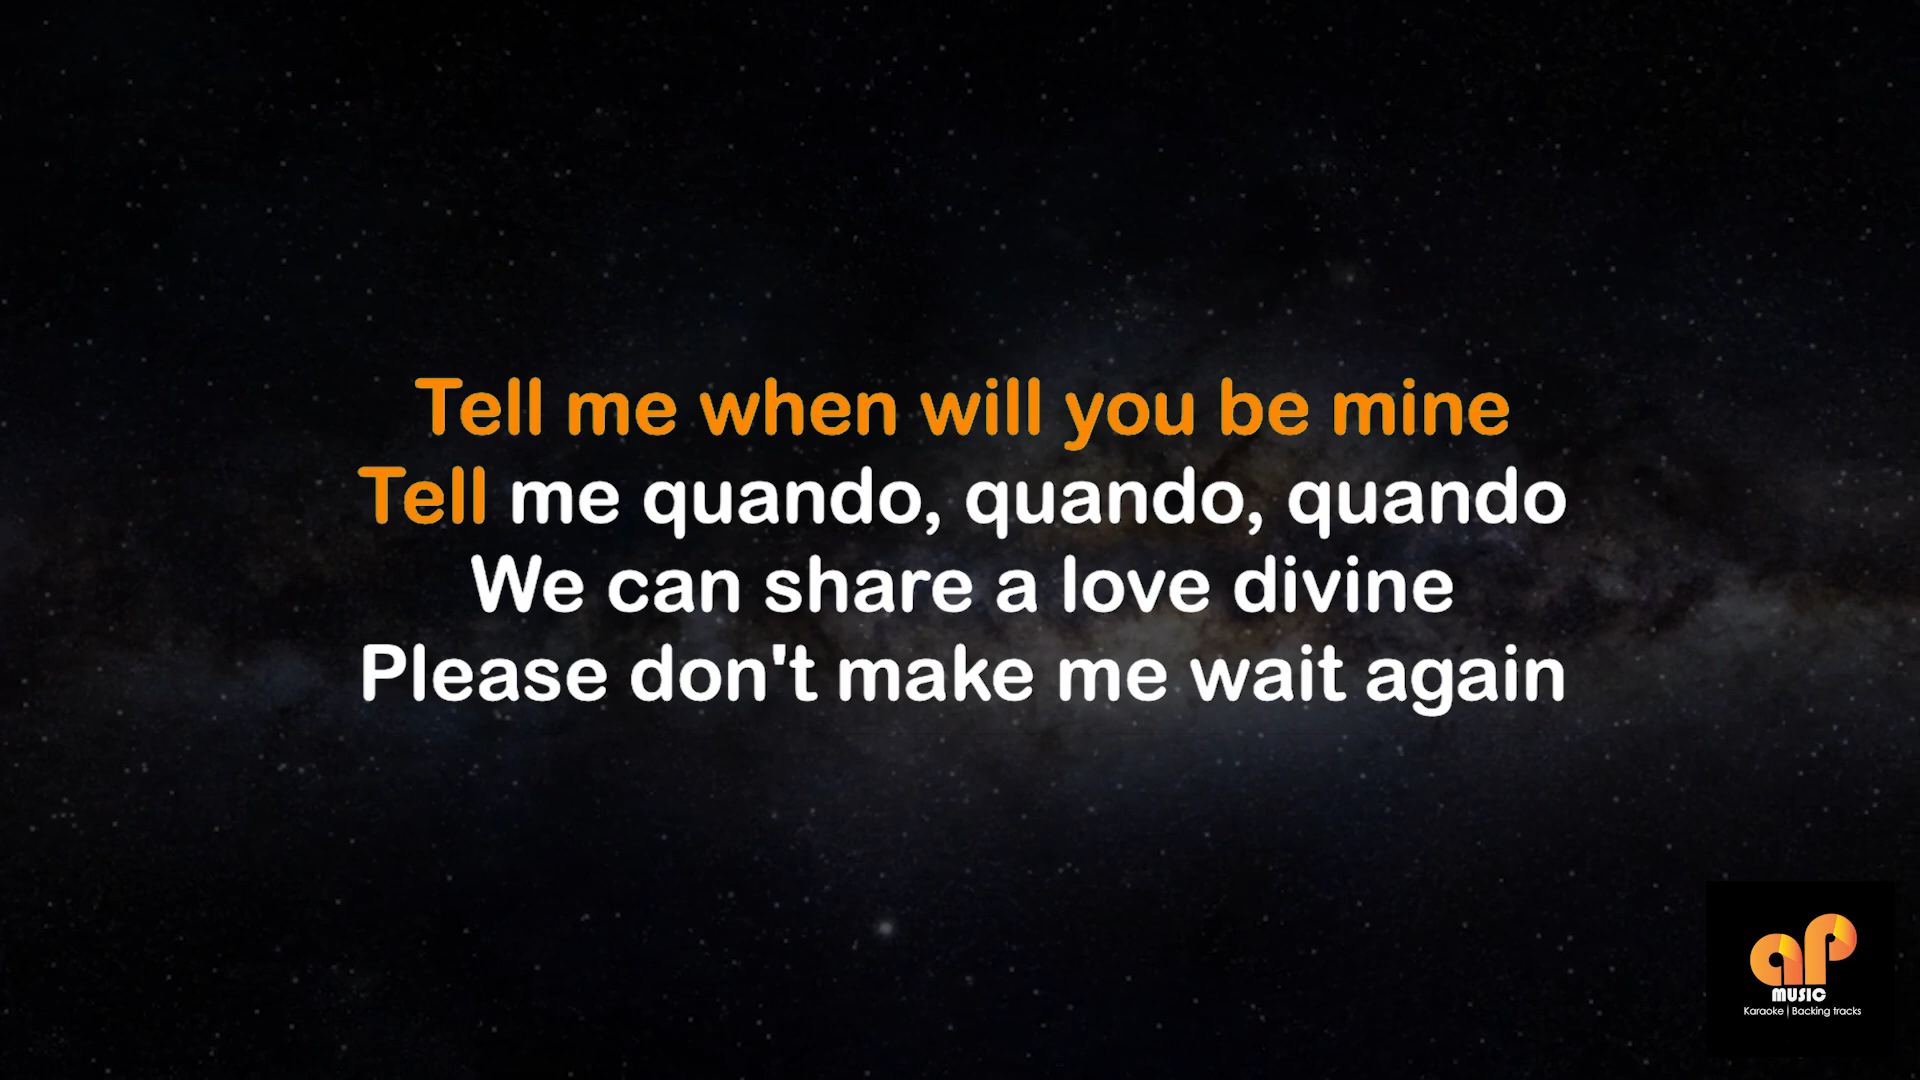 Tell me when will you be mine
Tell me quando, quando, quando
We can share a love divine
Please don't make me wait again
aP
MUSIC
Karaoke | Backing tracks